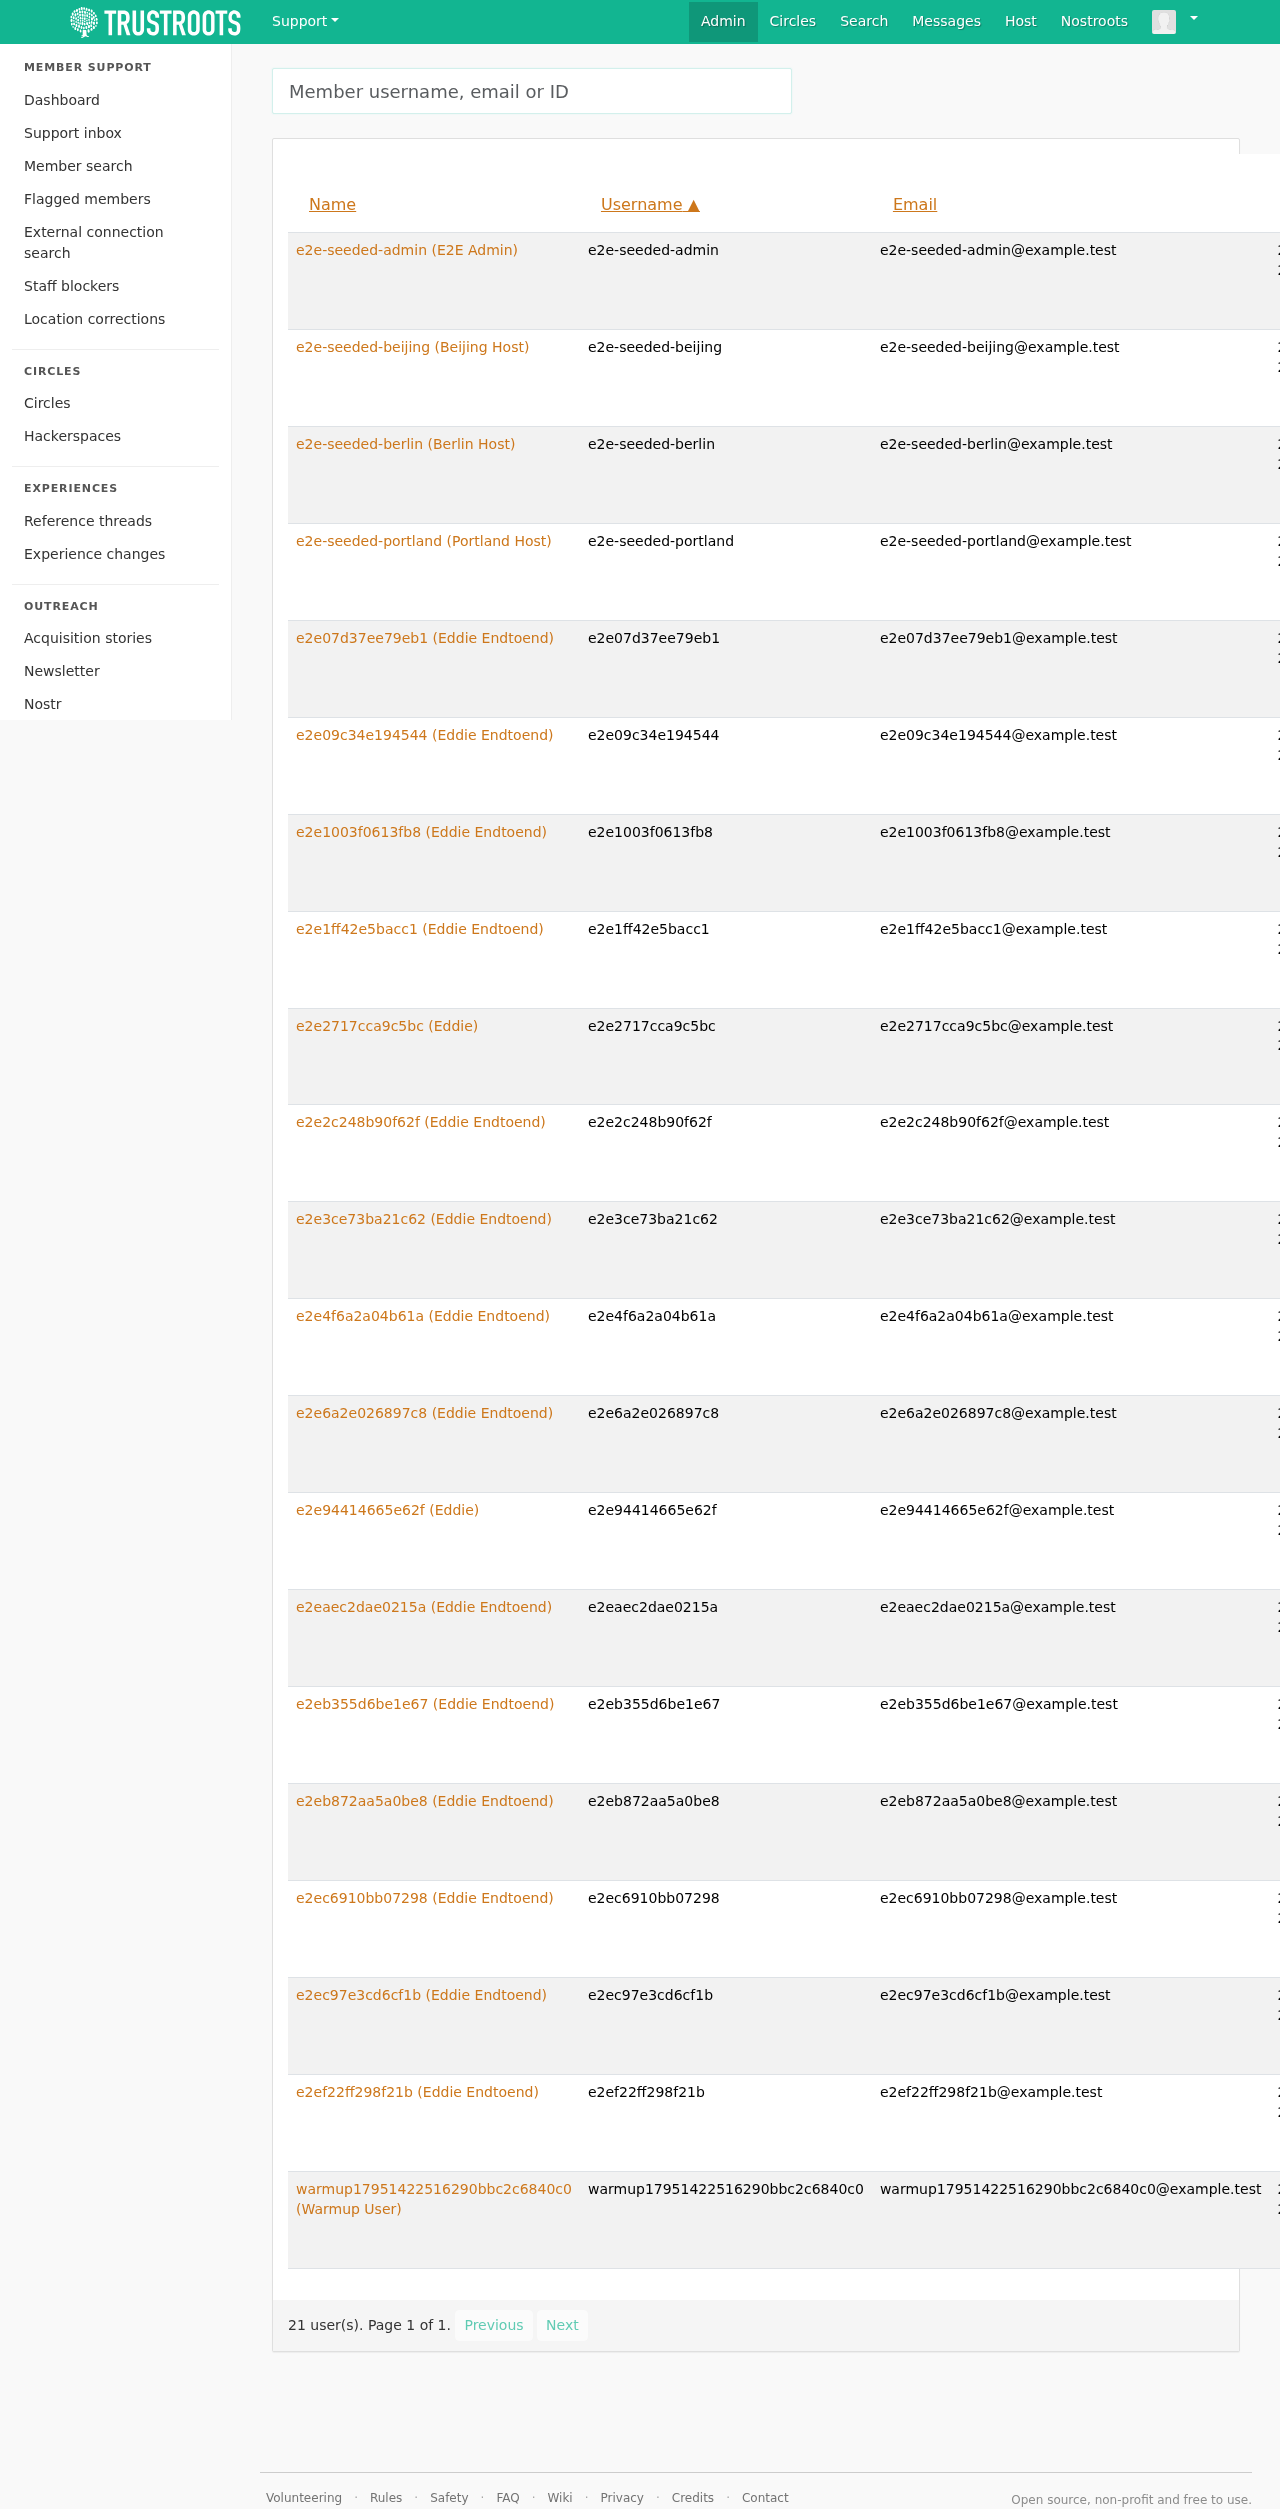 TRUSTROOTS Support Admin Circles Search Messages Host Nostroots
MEMBER SUPPORT
Dashboard
Support inbox
Member search
Flagged members
External connection
search
Staff blockers
Location corrections
CIRCLES
Circles
Hackerspaces
EXPERIENCES
Reference threads
Experience changes
OUTREACH
Acquisition stories
Newsletter
Nostr
Member username, email or ID
Name Username ▲ Email
e2e-seeded-admin (E2E Admin) e2e-seeded-admin e2e-seeded-admin@example.test
e2e-seeded-beijing (Beijing Host) e2e-seeded-beijing e2e-seeded-beijing@example.test
e2e-seeded-berlin (Berlin Host) e2e-seeded-berlin e2e-seeded-berlin@example.test
e2e-seeded-portland (Portland Host) e2e-seeded-portland e2e-seeded-portland@example.test
e2e07d37ee79eb1 (Eddie Endtoend) e2e07d37ee79eb1 e2e07d37ee79eb1@example.test
e2e09c34e194544 (Eddie Endtoend) e2e09c34e194544 e2e09c34e194544@example.test
e2e1003f0613fb8 (Eddie Endtoend) e2e1003f0613fb8 e2e1003f0613fb8@example.test
e2e1ff42e5bacc1 (Eddie Endtoend) e2e1ff42e5bacc1 e2e1ff42e5bacc1@example.test
e2e2717cca9c5bc (Eddie) e2e2717cca9c5bc e2e2717cca9c5bc@example.test
e2e2c248b90f62f (Eddie Endtoend) e2e2c248b90f62f e2e2c248b90f62f@example.test
e2e3ce73ba21c62 (Eddie Endtoend) e2e3ce73ba21c62 e2e3ce73ba21c62@example.test
e2e4f6a2a04b61a (Eddie Endtoend) e2e4f6a2a04b61a e2e4f6a2a04b61a@example.test
e2e6a2e026897c8 (Eddie Endtoend) e2e6a2e026897c8 e2e6a2e026897c8@example.test
e2e94414665e62f (Eddie) e2e94414665e62f e2e94414665e62f@example.test
e2eaec2dae0215a (Eddie Endtoend) e2eaec2dae0215a e2eaec2dae0215a@example.test
e2eb355d6be1e67 (Eddie Endtoend) e2eb355d6be1e67 e2eb355d6be1e67@example.test
e2eb872aa5a0be8 (Eddie Endtoend) e2eb872aa5a0be8 e2eb872aa5a0be8@example.test
e2ec6910bb07298 (Eddie Endtoend) e2ec6910bb07298 e2ec6910bb07298@example.test
e2ec97e3cd6cf1b (Eddie Endtoend) e2ec97e3cd6cf1b e2ec97e3cd6cf1b@example.test
e2ef22ff298f21b (Eddie Endtoend) e2ef22ff298f21b e2ef22ff298f21b@example.test
warmup17951422516290bbc2c6840c0 warmup17951422516290bbc2c6840c0 warmup17951422516290bbc2c6840c0@example.test
(Warmup User)
21 user(s). Page 1 of 1. Previous Next
Volunteering · Rules · Safety · FAQ · Wiki · Privacy · Credits · Contact Open source, non-profit and free to use.